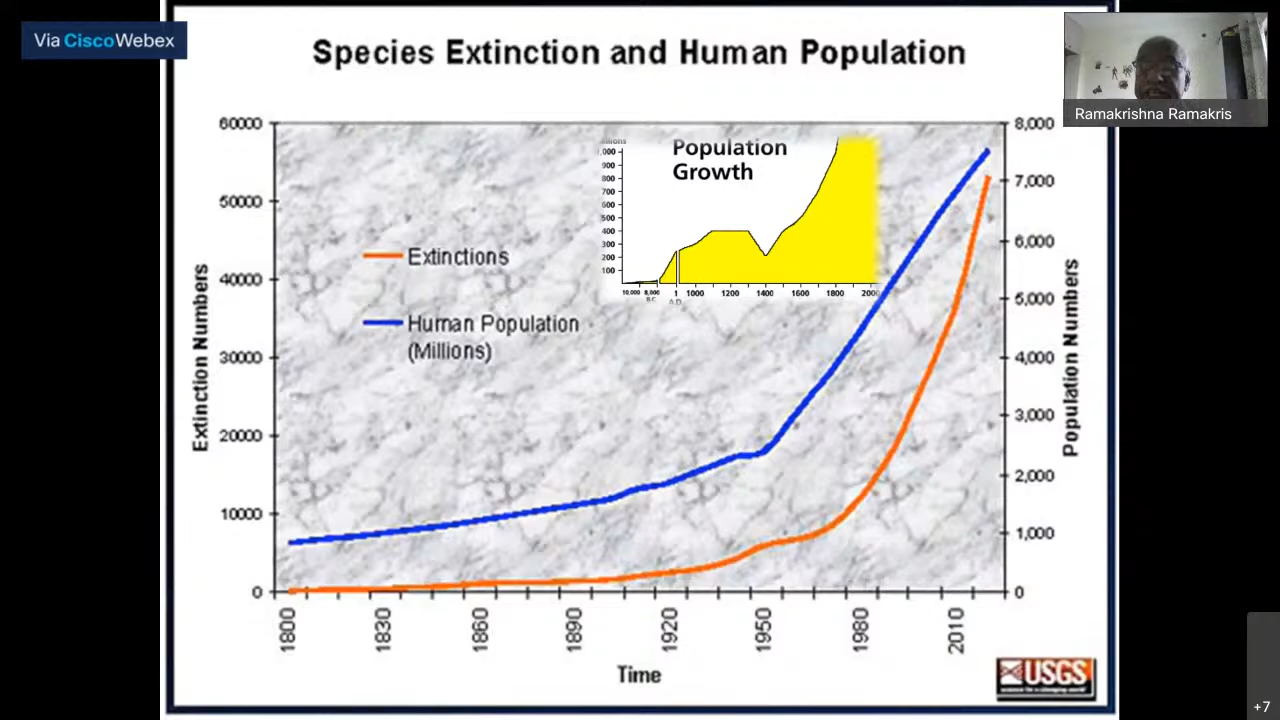 Via CiscoWebex
Species Extinction and Human Population
Ramakrishna Ramakris
60000
50000
40000
30000
20000
10000
0
Extinction Numbers
Extinctions
Human Population
(Millions)
Population
Growth
,000
900
800
700
600
500
400
300
200
100
10,000 8,000 1 1000 1200 1400 1600 1800 2000
B.C. A.D.
8,000
7,000
6,000
5,000
4,000
3,000
2,000
1,000
0
Population Numbers
1800 1830 1860 1890 1920 1950 1980 2010
Time
USGS
+7